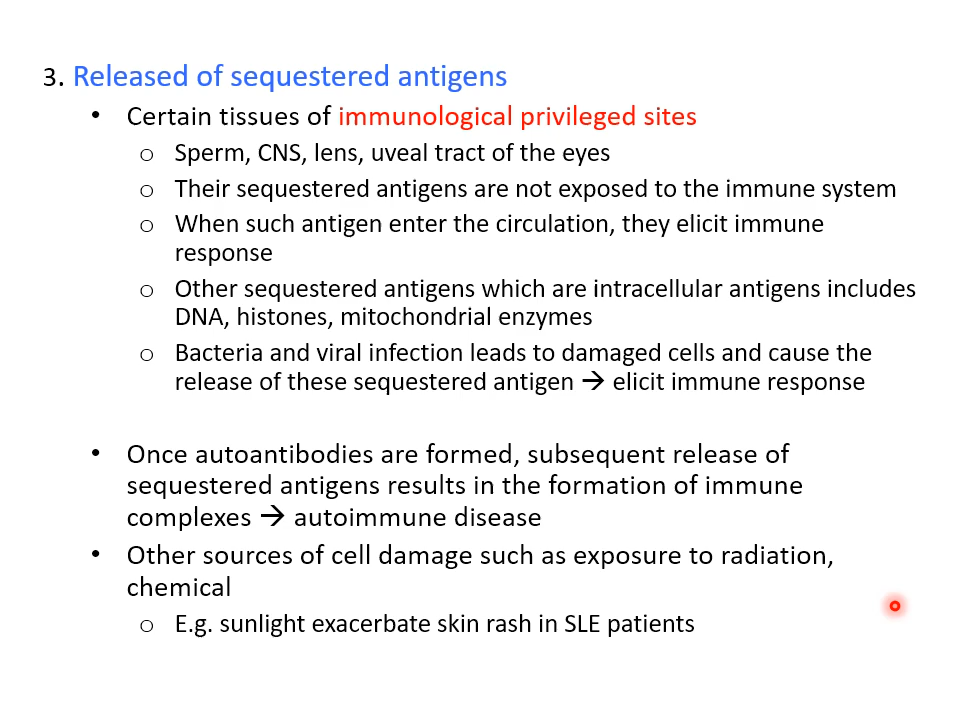 3. Released of sequestered antigens
• Certain tissues of immunological privileged sites
o Sperm, CNS, lens, uveal tract of the eyes
o Their sequestered antigens are not exposed to the immune system
o When such antigen enter the circulation, they elicit immune
response
o Other sequestered antigens which are intracellular antigens includes
DNA, histones, mitochondrial enzymes
o Bacteria and viral infection leads to damaged cells and cause the
release of these sequestered antigen → elicit immune response
• Once autoantibodies are formed, subsequent release of
sequestered antigens results in the formation of immune
complexes → autoimmune disease
• Other sources of cell damage such as exposure to radiation,
chemical
o E.g. sunlight exacerbate skin rash in SLE patients